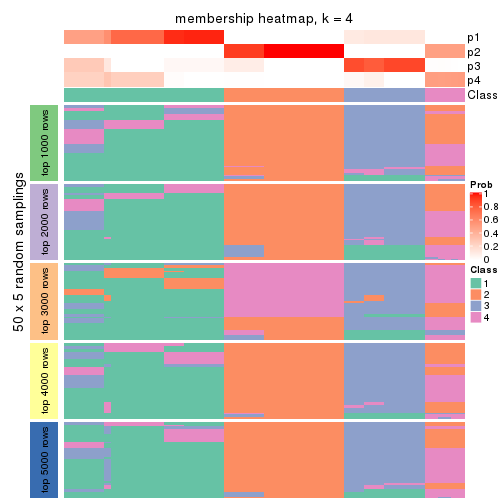 membership heatmap, k = 4
p1
p2
p3
p4
Class
50 x 5 random samplings
top 1000 rows
top 2000 rows
top 3000 rows
top 4000 rows
top 5000 rows
Prob
1
0.8
0.6
0.4
0.2
0
Class
1
2
3
4